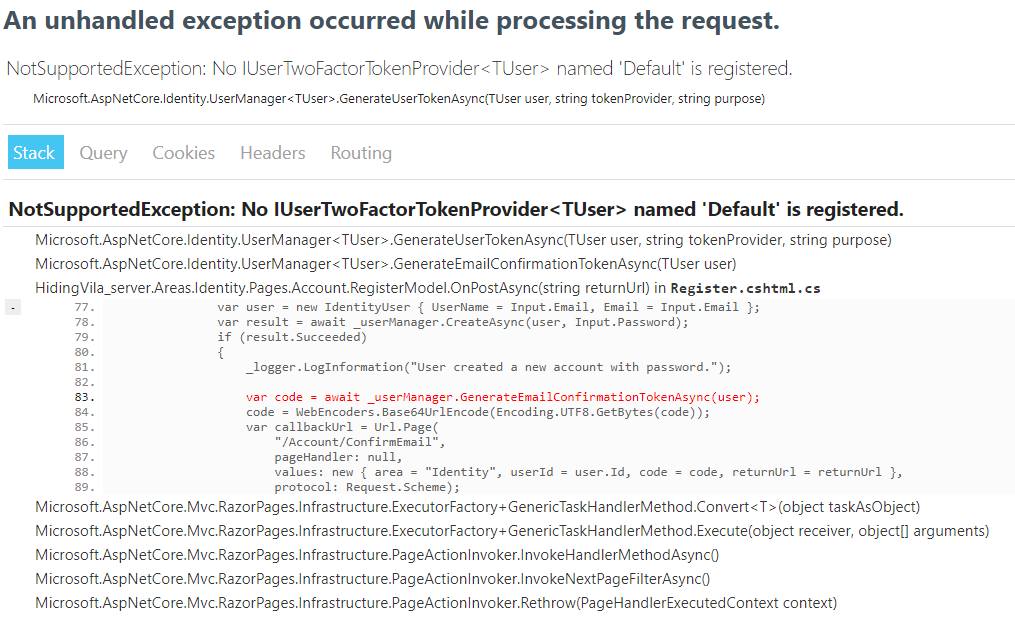 An unhandled exception occurred while processing the request.
NotSupportedException: No IUserTwoFactorTokenProvider<TUser> named 'Default' is registered.
Microsoft.AspNetCore.Identity.UserManager<TUser>.GenerateUserTokenAsync(TUser user, string tokenProvider, string purpose)
Stack Query Cookies Headers Routing
NotSupportedException: No IUserTwoFactorTokenProvider<TUser> named 'Default' is registered.
Microsoft.AspNetCore.Identity.UserManager<TUser>.GenerateUserTokenAsync(TUser user, string tokenProvider, string purpose)
Microsoft.AspNetCore.Identity.UserManager<TUser>.GenerateEmailConfirmationTokenAsync(TUser user)
HidingVila_server.Areas.Identity.Pages.Account.RegisterModel.OnPostAsync(string returnUrl) in Register.cshtml.cs
- 77. var user = new IdentityUser { UserName = Input.Email, Email = Input.Email };
78. var result = await _userManager.CreateAsync(user, Input.Password);
79. if (result.Succeeded)
80. {
81. _logger.LogInformation("User created a new account with password.");
82.
83. var code = await _userManager.GenerateEmailConfirmationTokenAsync(user);
84. code = WebEncoders.Base64UrlEncode(Encoding.UTF8.GetBytes(code));
85. var callbackUrl = Url.Page(
86. "/Account/ConfirmEmail",
87. pageHandler: null,
88. values: new { area = "Identity", userId = user.Id, code = code, returnUrl = returnUrl },
89. protocol: Request.Scheme);
Microsoft.AspNetCore.Mvc.RazorPages.Infrastructure.ExecutorFactory+GenericTaskHandlerMethod.Convert<T>(object taskAsObject)
Microsoft.AspNetCore.Mvc.RazorPages.Infrastructure.ExecutorFactory+GenericTaskHandlerMethod.Execute(object receiver, object[] arguments)
Microsoft.AspNetCore.Mvc.RazorPages.Infrastructure.PageActionInvoker.InvokeHandlerMethodAsync()
Microsoft.AspNetCore.Mvc.RazorPages.Infrastructure.PageActionInvoker.InvokeNextPageFilterAsync()
Microsoft.AspNetCore.Mvc.RazorPages.Infrastructure.PageActionInvoker.Rethrow(PageHandlerExecutedContext context)